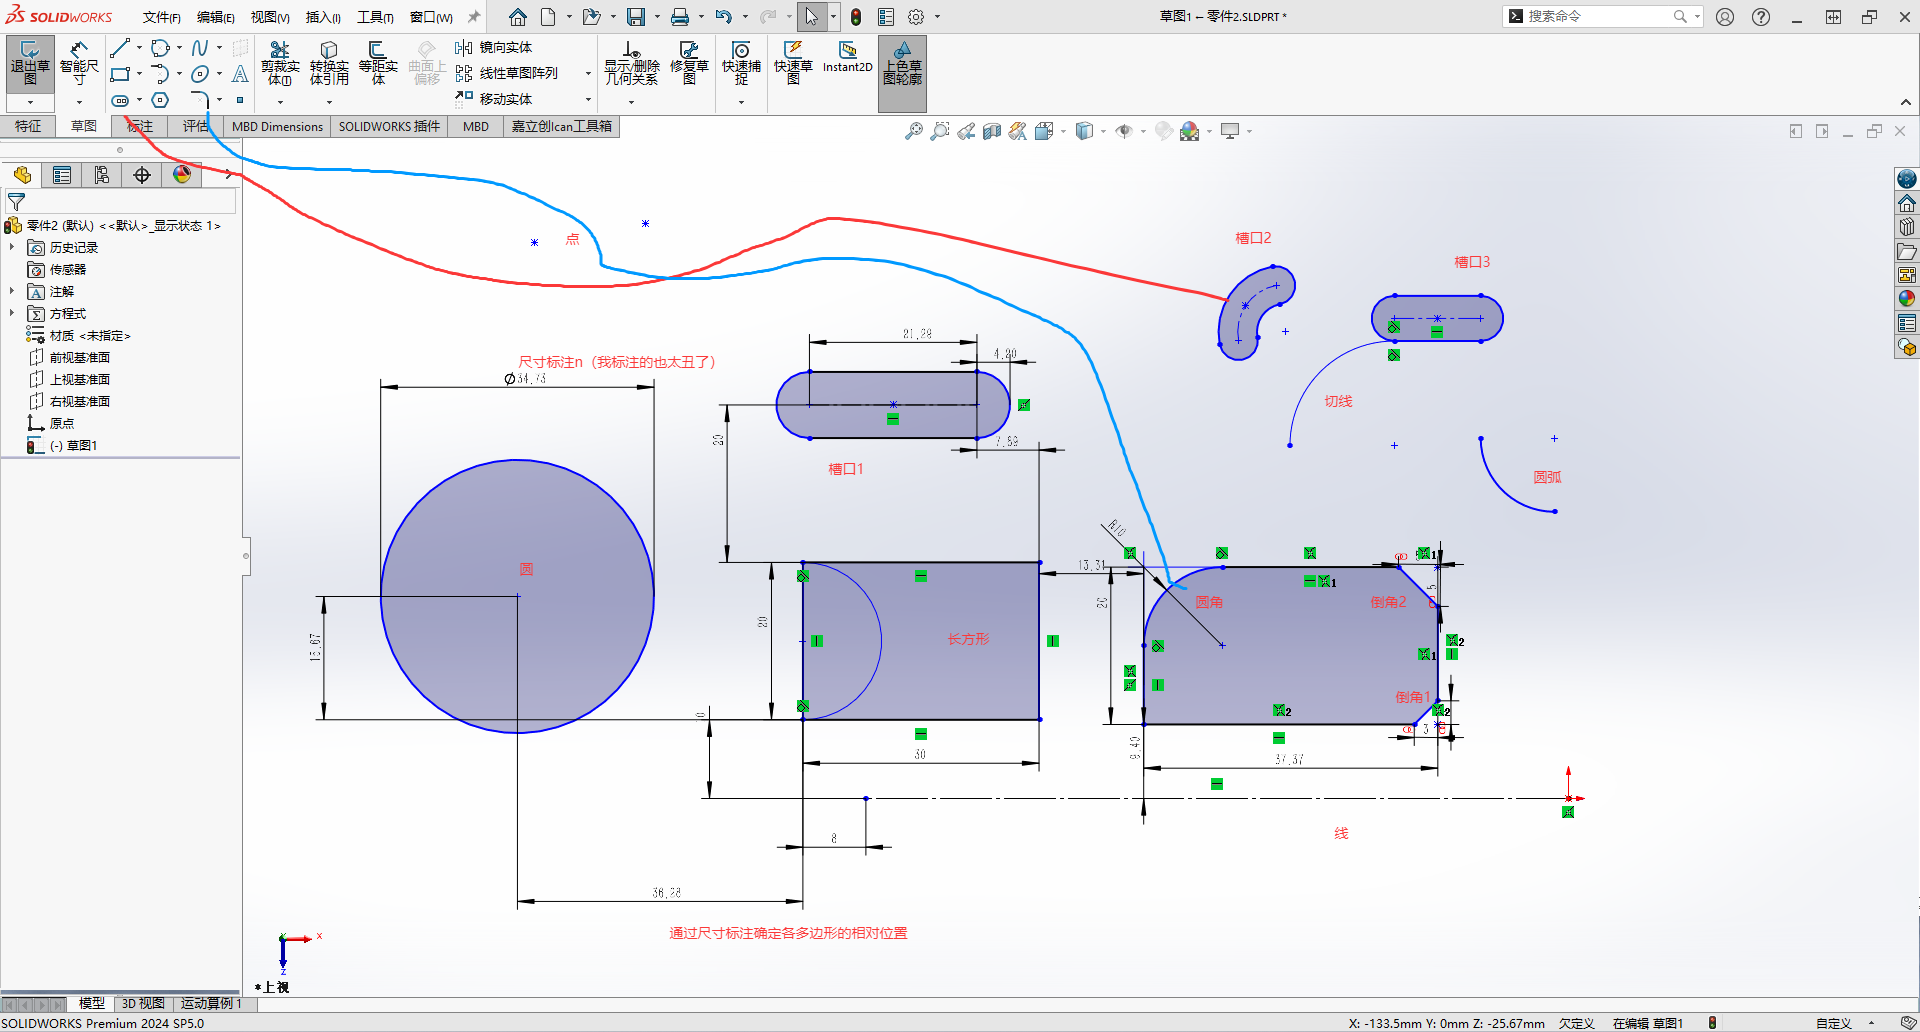 SOLIDWORKS 文件(F) 编辑(E) 视图(V) 插入(I) 工具(T) 窗口(W) 草图1 - 零件2.SLDPRT * 搜索命令
退出草图 智能尺寸 剪裁实体(T) 转换实体引用 等距实体 曲面上偏移 镜向实体 线性草图阵列 移动实体 显示/删除几何关系 修复草图 快速捕捉 快速草图 Instant2D 上色草图轮廓
特征 草图 标注 评估 MBD Dimensions SOLIDWORKS 插件 MBD 嘉立创Ican工具箱
零件2 (默认) <<默认>_显示状态 1>
历史记录
传感器
注解
方程式
材质 <未指定>
前视基准面
上视基准面
右视基准面
原点
(-) 草图1
点
槽口2
槽口3
21.28
4.20
尺寸标注n（我标注的也太丑了）
Ø34.73
切线
20
7.89
槽口1
圆弧
R10
圆
13.31
5
圆角
倒角2
20
20
15.67
长方形
倒角1
10
3
9.40
30
37.37
线
8
36.28
通过尺寸标注确定各多边形的相对位置
*上视
模型 3D 视图 运动算例 1
SOLIDWORKS Premium 2024 SP5.0 X: -133.5mm Y: 0mm Z: -25.67mm 欠定义 在编辑 草图1 自定义